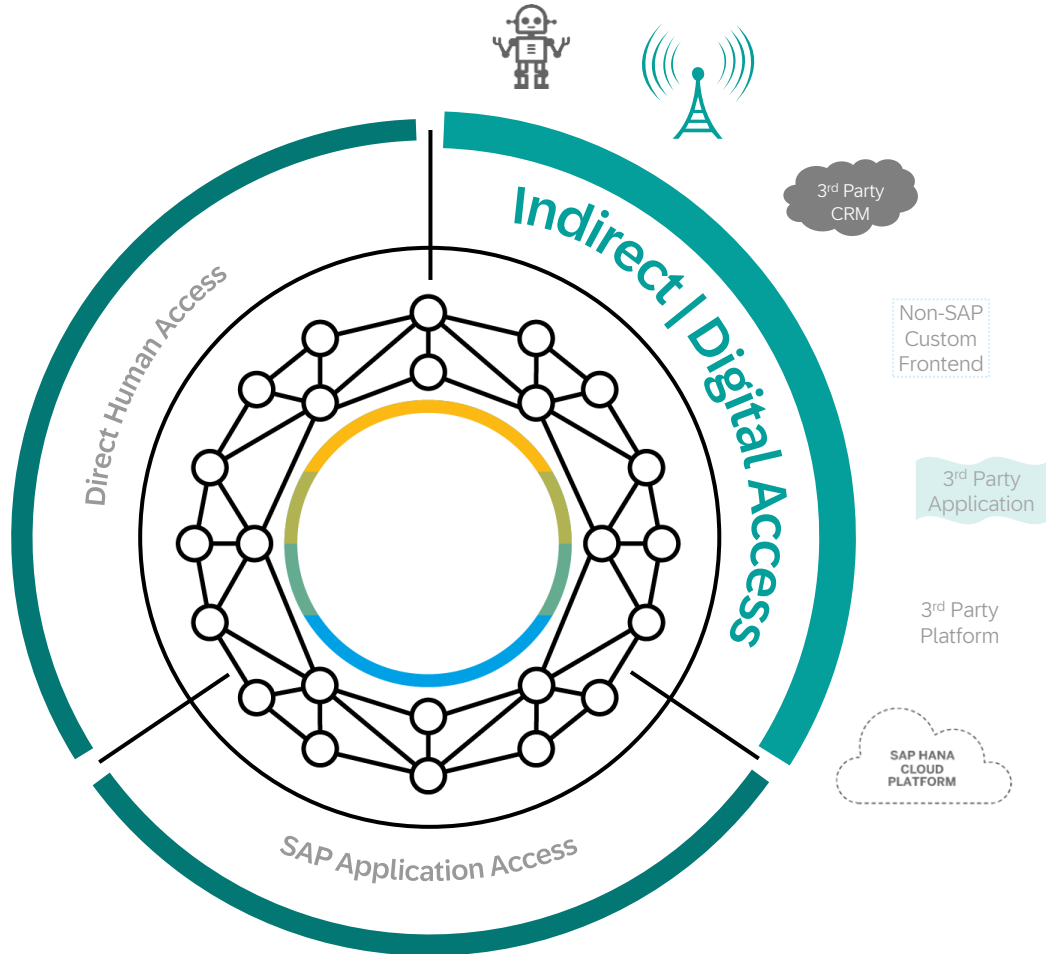 3rd Party
CRM
Indirect | Digital Access
Direct Human Access
Non-SAP
Custom
Frontend
3rd Party
Application
3rd Party
Platform
SAP HANA
CLOUD
PLATFORM
SAP Application Access